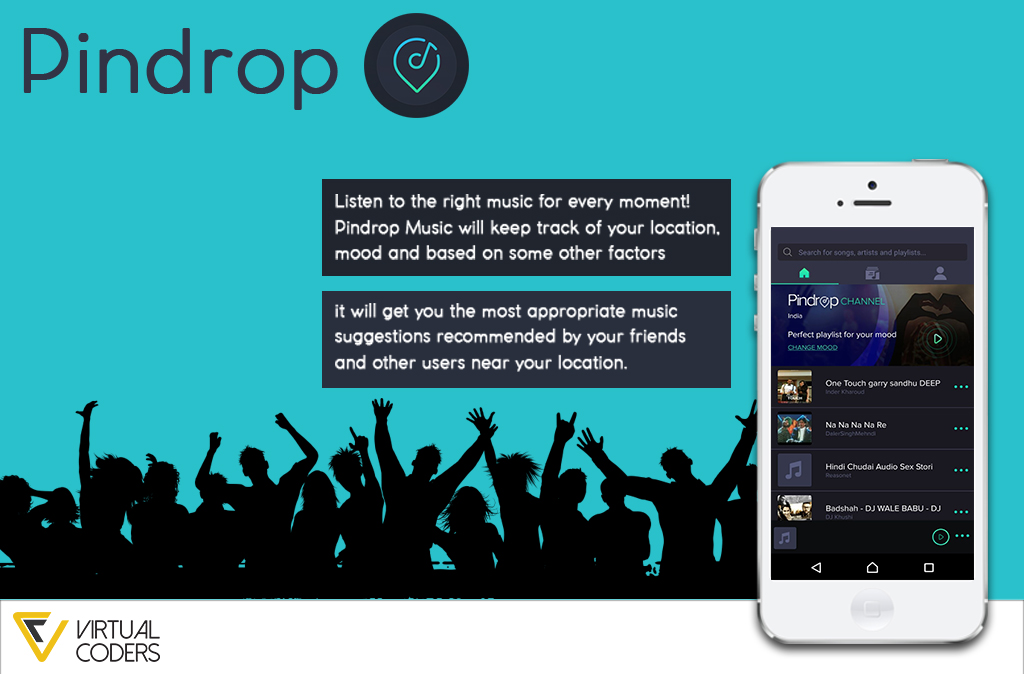 Pindrop
Listen to the right music for every moment!
Pindrop Music will keep track of your location,
mood and based on some other factors
it will get you the most appropriate music
suggestions recommended by your friends
and other users near your location.
Search for songs, artists and playlists...
Pindrop CHANNEL
India
Perfect playlist for your mood
CHANGE MOOD
One Touch garry sandhu DEEP
Inder Kharoud
Na Na Na Na Re
DalerSinghMehndi
Hindi Chudai Audio Sex Stori
Reasonet
Badshah - DJ WALE BABU - DJ
DJ Khushi
VIRTUAL
CODERS